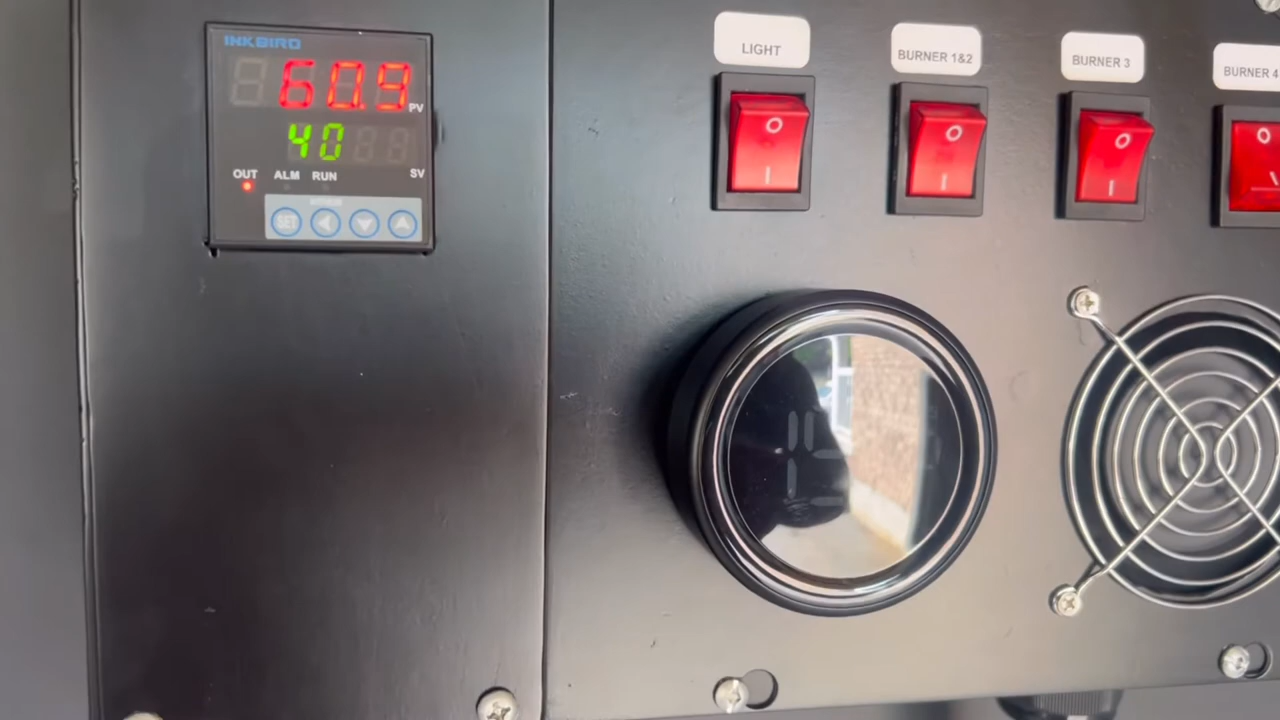 INKBIRD
60.9
PV
40
SV
OUT ALM RUN
SET
LIGHT
BURNER 1&2
BURNER 3
BURNER 4